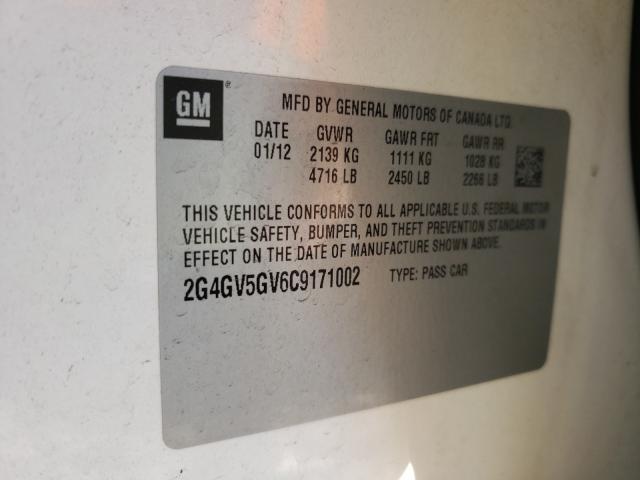 GM ®
MFD BY GENERAL MOTORS OF CANADA LTD.
DATE GVWR GAWR FRT GAWR RR
01/12 2139 KG 1111 KG 1028 KG
4716 LB 2450 LB 2266 LB
THIS VEHICLE CONFORMS TO ALL APPLICABLE U.S. FEDERAL MOTOR
VEHICLE SAFETY, BUMPER, AND THEFT PREVENTION STANDARDS IN
EFFECT ON THE DATE OF MANUFACTURE SHOWN ABOVE.
2G4GV5GV6C9171002 TYPE: PASS CAR